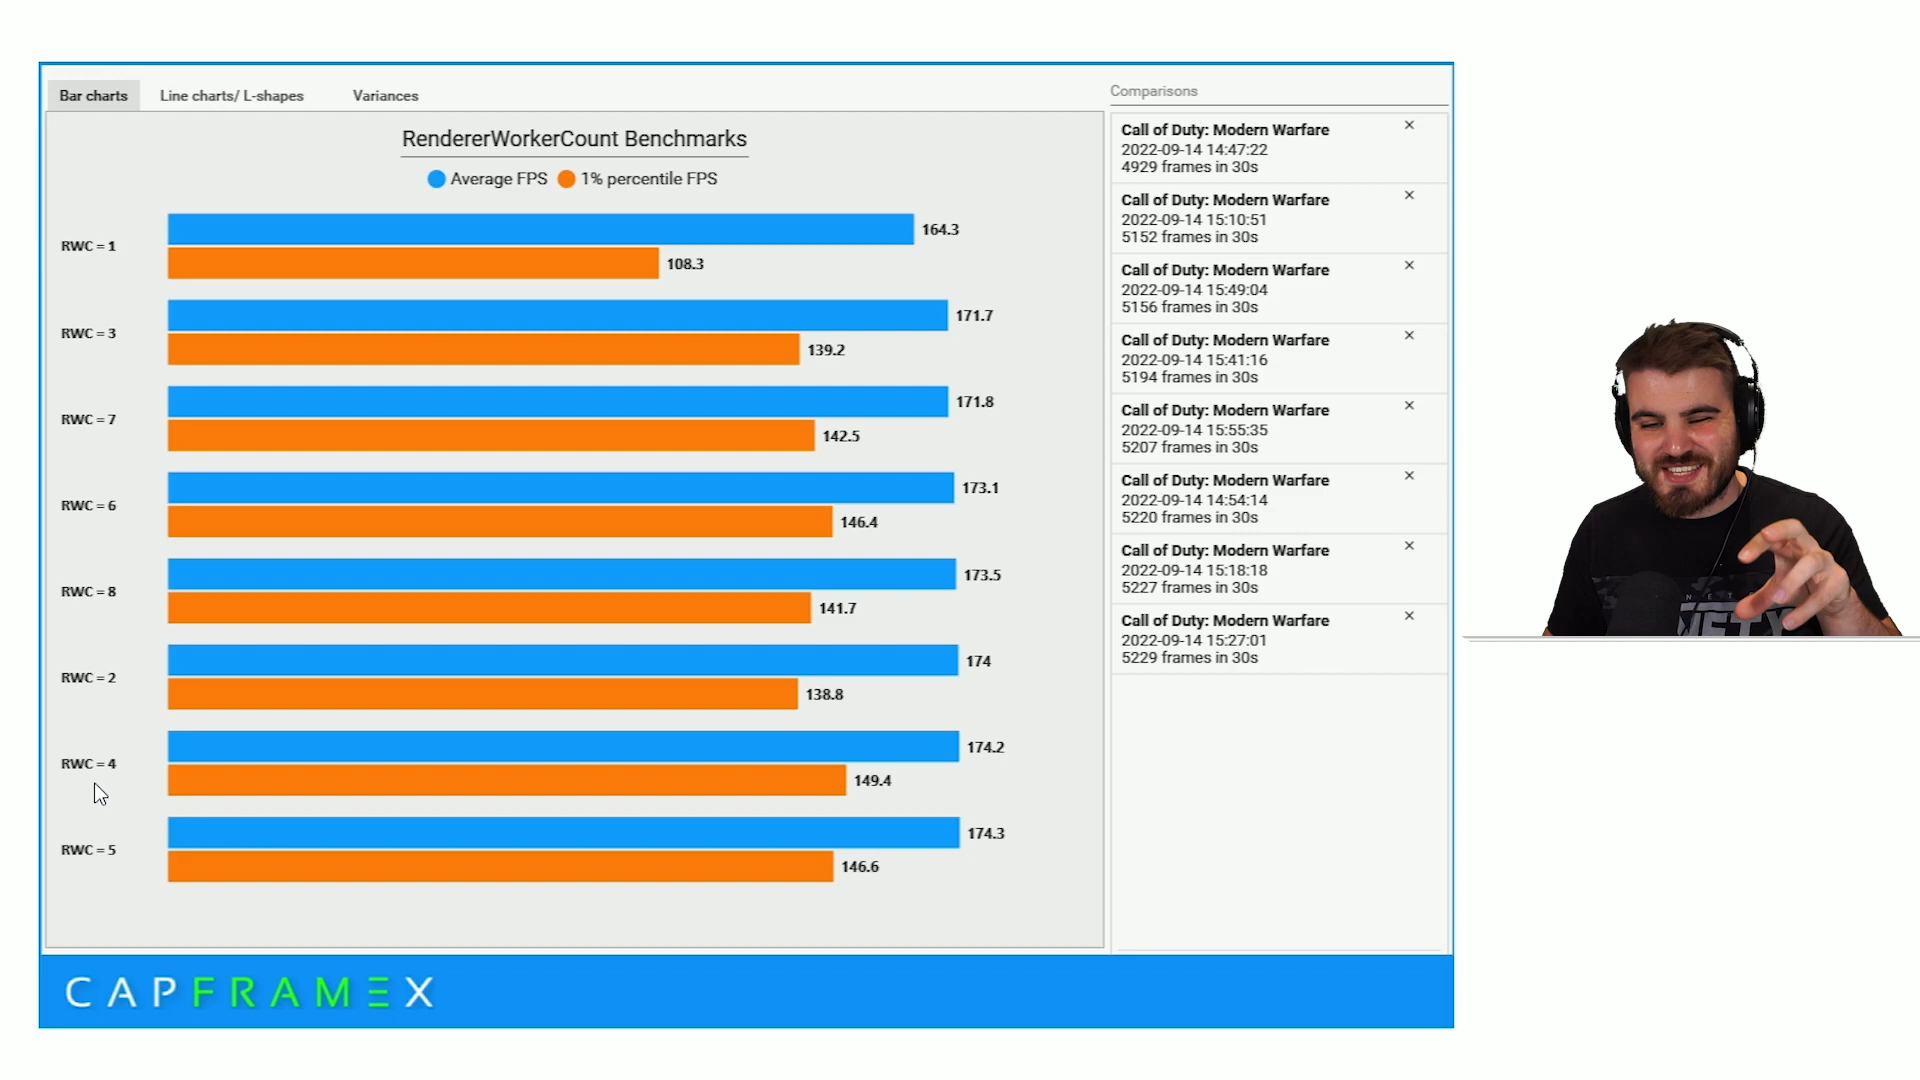 Bar charts
Line charts/ L-shapes
Variances
RendererWorkerCount Benchmarks
Average FPS
1% percentile FPS
RWC = 1
164.3
108.3
RWC = 3
171.7
139.2
RWC = 7
171.8
142.5
RWC = 6
173.1
146.4
RWC = 8
173.5
141.7
RWC = 2
174
138.8
RWC = 4
174.2
149.4
RWC = 5
174.3
146.6
Comparisons
Call of Duty: Modern Warfare
2022-09-14 14:47:22
4929 frames in 30s
Call of Duty: Modern Warfare
2022-09-14 15:10:51
5152 frames in 30s
Call of Duty: Modern Warfare
2022-09-14 15:49:04
5156 frames in 30s
Call of Duty: Modern Warfare
2022-09-14 15:41:16
5194 frames in 30s
Call of Duty: Modern Warfare
2022-09-14 15:55:35
5207 frames in 30s
Call of Duty: Modern Warfare
2022-09-14 14:54:14
5220 frames in 30s
Call of Duty: Modern Warfare
2022-09-14 15:18:18
5227 frames in 30s
Call of Duty: Modern Warfare
2022-09-14 15:27:01
5229 frames in 30s
CAPFRAMEX